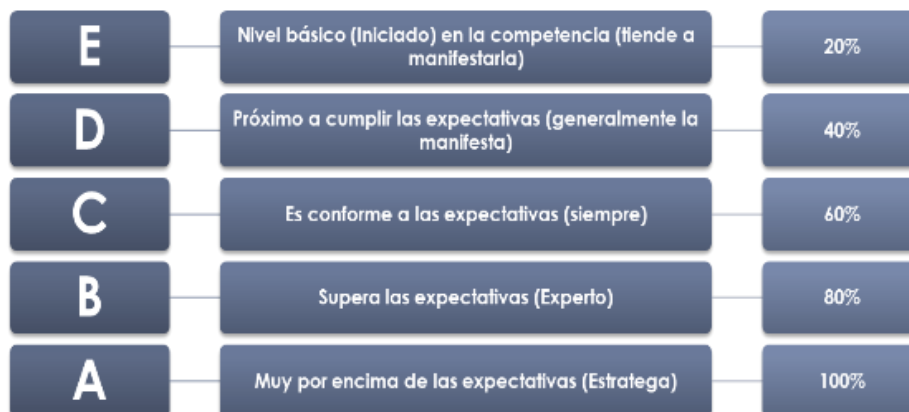 E
Nivel básico (Iniciado) en la competencia (tiende a
manifestarla)
20%
D
Próximo a cumplir las expectativas (generalmente la
manifesta)
40%
C
Es conforme a las expectativas (siempre)
60%
B
Supera las expectativas (Experto)
80%
A
Muy por encima de las expectativas (Estratega)
100%